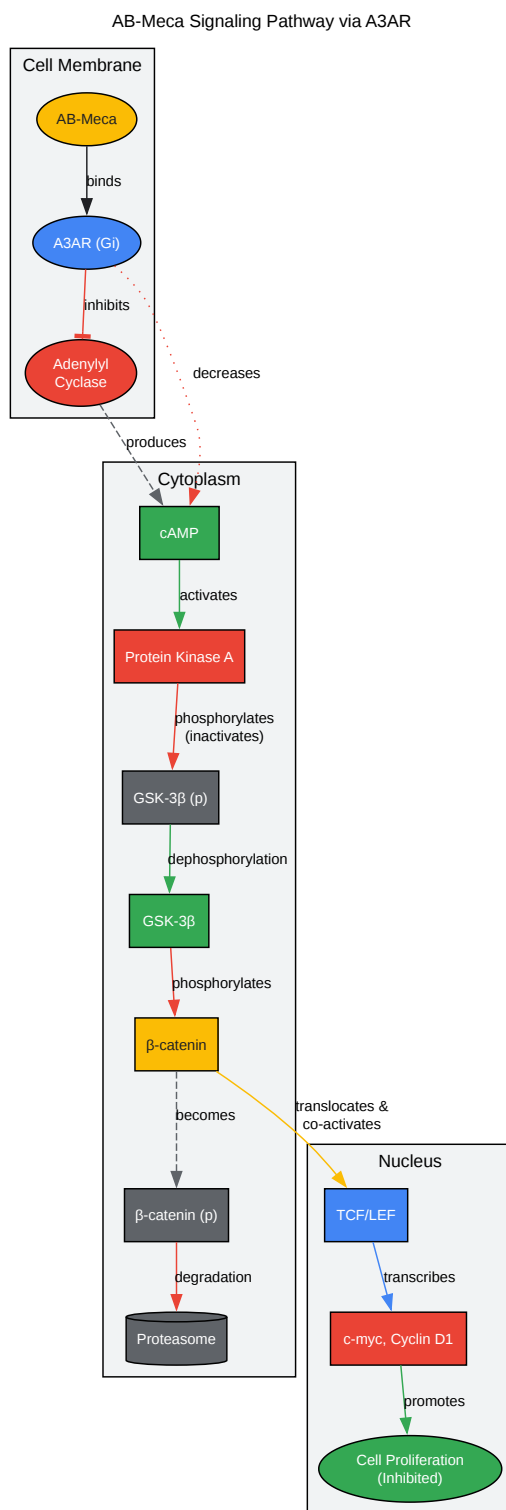 AB-Meca Signaling Pathway via A3AR
Cell Membrane
AB-Meca
binds
A3AR (Gi)
inhibits
Adenylyl
Cyclase
decreases
produces
Cytoplasm
cAMP
activates
Protein Kinase A
phosphorylates
(inactivates)
GSK-3β (p)
dephosphorylation
GSK-3β
phosphorylates
β-catenin
translocates &
co-activates
becomes
Nucleus
β-catenin (p)
TCF/LEF
degradation
transcribes
Proteasome
c-myc, Cyclin D1
promotes
Cell Proliferation
(Inhibited)